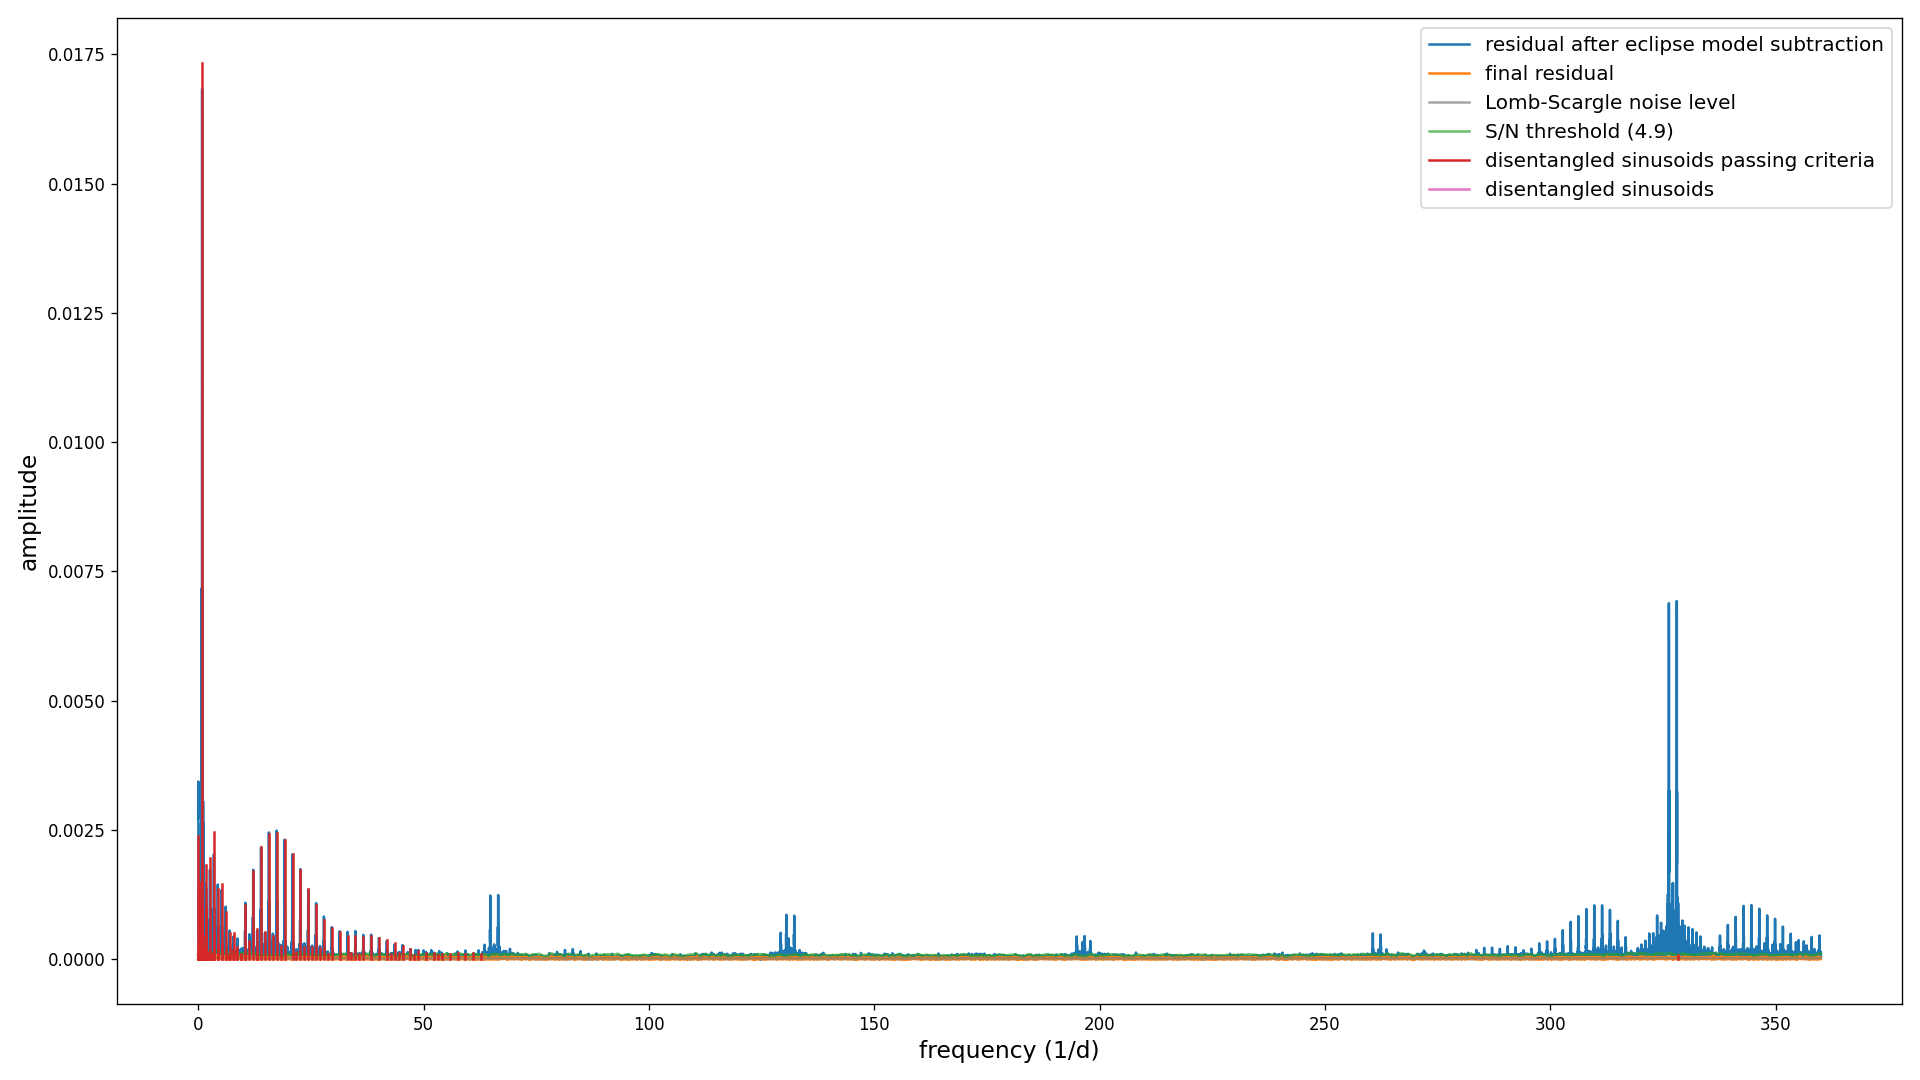 0.0175
0.0150
0.0125
0.0100
0.0075
0.0050
0.0025
0.0000
amplitude
0
50
100
150
200
250
300
350
frequency (1/d)
residual after eclipse model subtraction
final residual
Lomb-Scargle noise level
S/N threshold (4.9)
disentangled sinusoids passing criteria
disentangled sinusoids